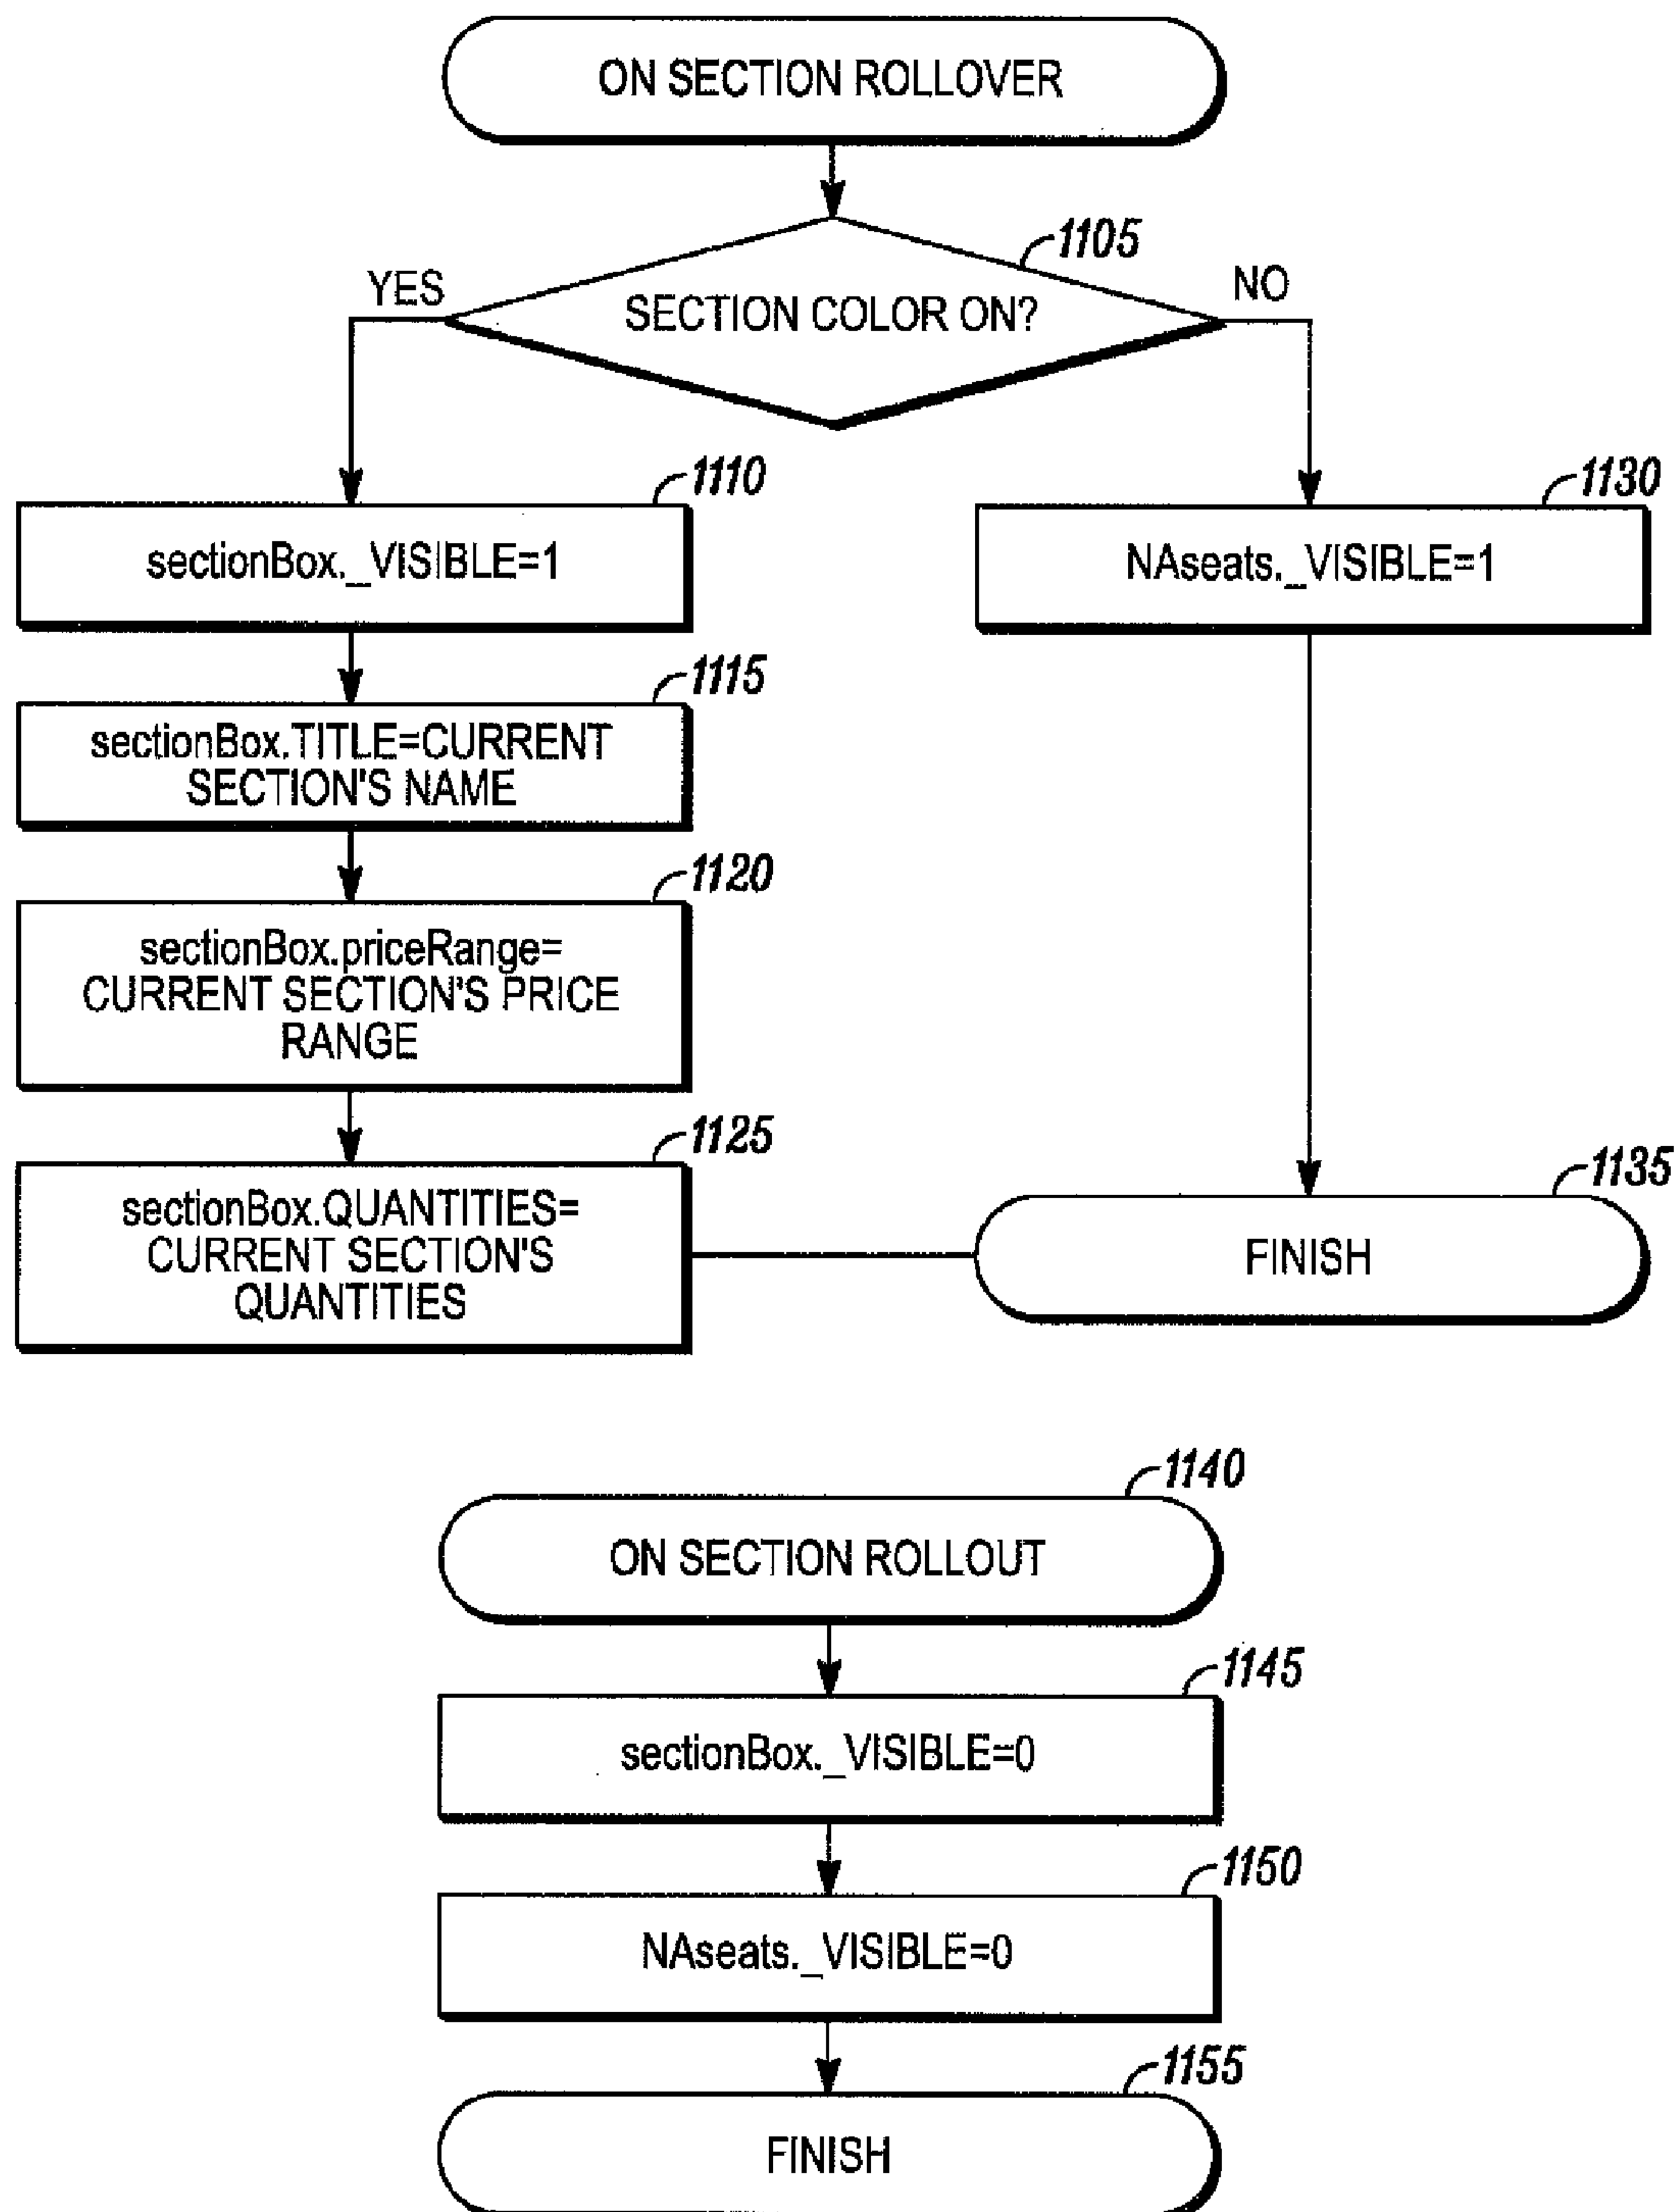 ON SECTION ROLLOVER
1105
YES
SECTION COLOR ON?
NO
1110
sectionBox._VISIBLE=1
1130
NAseats._VISIBLE=1
1115
sectionBox.TITLE=CURRENT
SECTION'S NAME
1120
sectionBox.priceRange=
CURRENT SECTION'S PRICE
RANGE
1125
sectionBox.QUANTITIES=
CURRENT SECTION'S
QUANTITIES
1135
FINISH
1140
ON SECTION ROLLOUT
1145
sectionBox._VISIBLE=0
1150
NAseats._VISIBLE=0
1155
FINISH